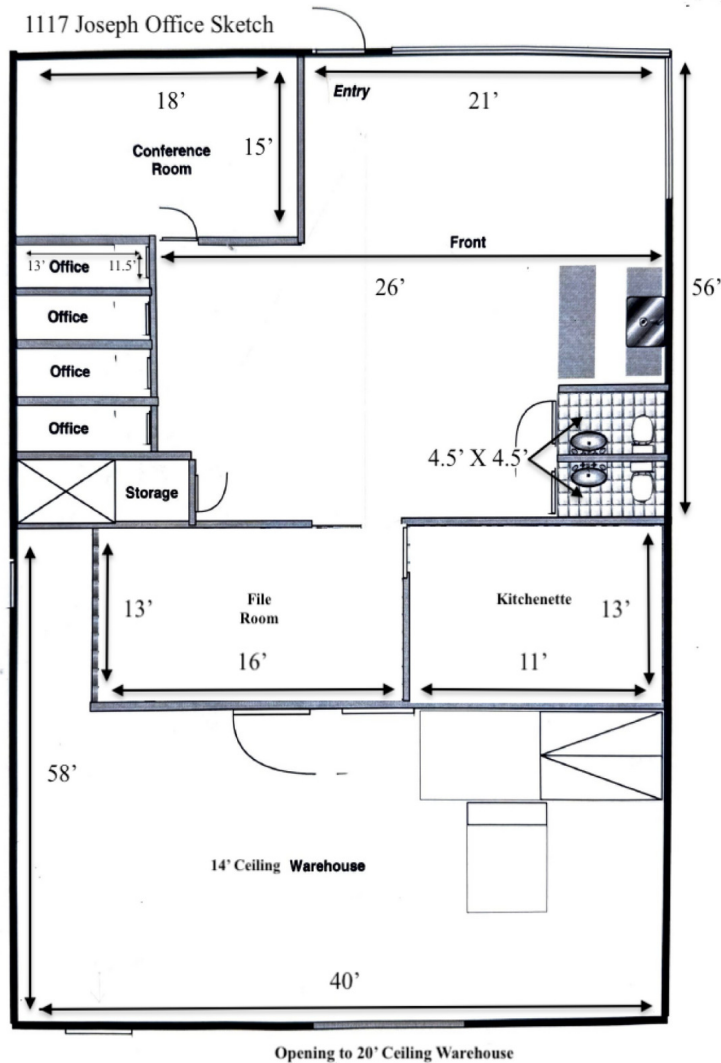 1117 Joseph Office Sketch
Entry
18’
21’
Conference
Room
15’
Front
13’ Office 11.5’
26’
56’
Office
Office
Office
4.5’ X 4.5’
Storage
13’
File
Room
Kitchenette
13’
16’
11’
58’
14’ Ceiling Warehouse
40’
Opening to 20’ Ceiling Warehouse